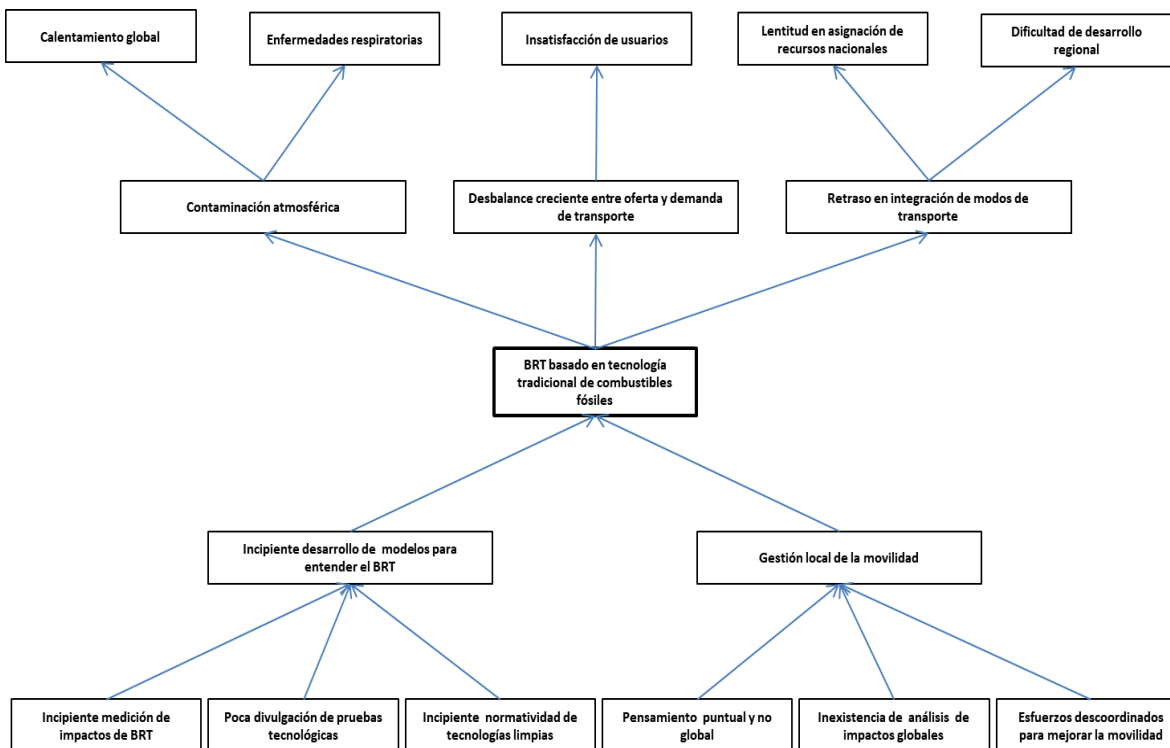 Calentamiento global
Enfermedades respiratorias
Insatisfacción de usuarios
Lentitud en asignación de
recursos nacionales
Dificultad de desarrollo
regional
Contaminación atmosférica
Desbalance creciente entre oferta y demanda
de transporte
Retraso en integración de modos de
transporte
BRT basado en tecnología
tradicional de combustibles
fósiles
Incipiente desarrollo de modelos para
entender el BRT
Gestión local de la movilidad
Incipiente medición de
impactos de BRT
Poca divulgación de pruebas
tecnológicas
Incipiente normatividad de
tecnologías limpias
Pensamiento puntual y no
global
Inexistencia de análisis de
impactos globales
Esfuerzos descoordinados
para mejorar la movilidad